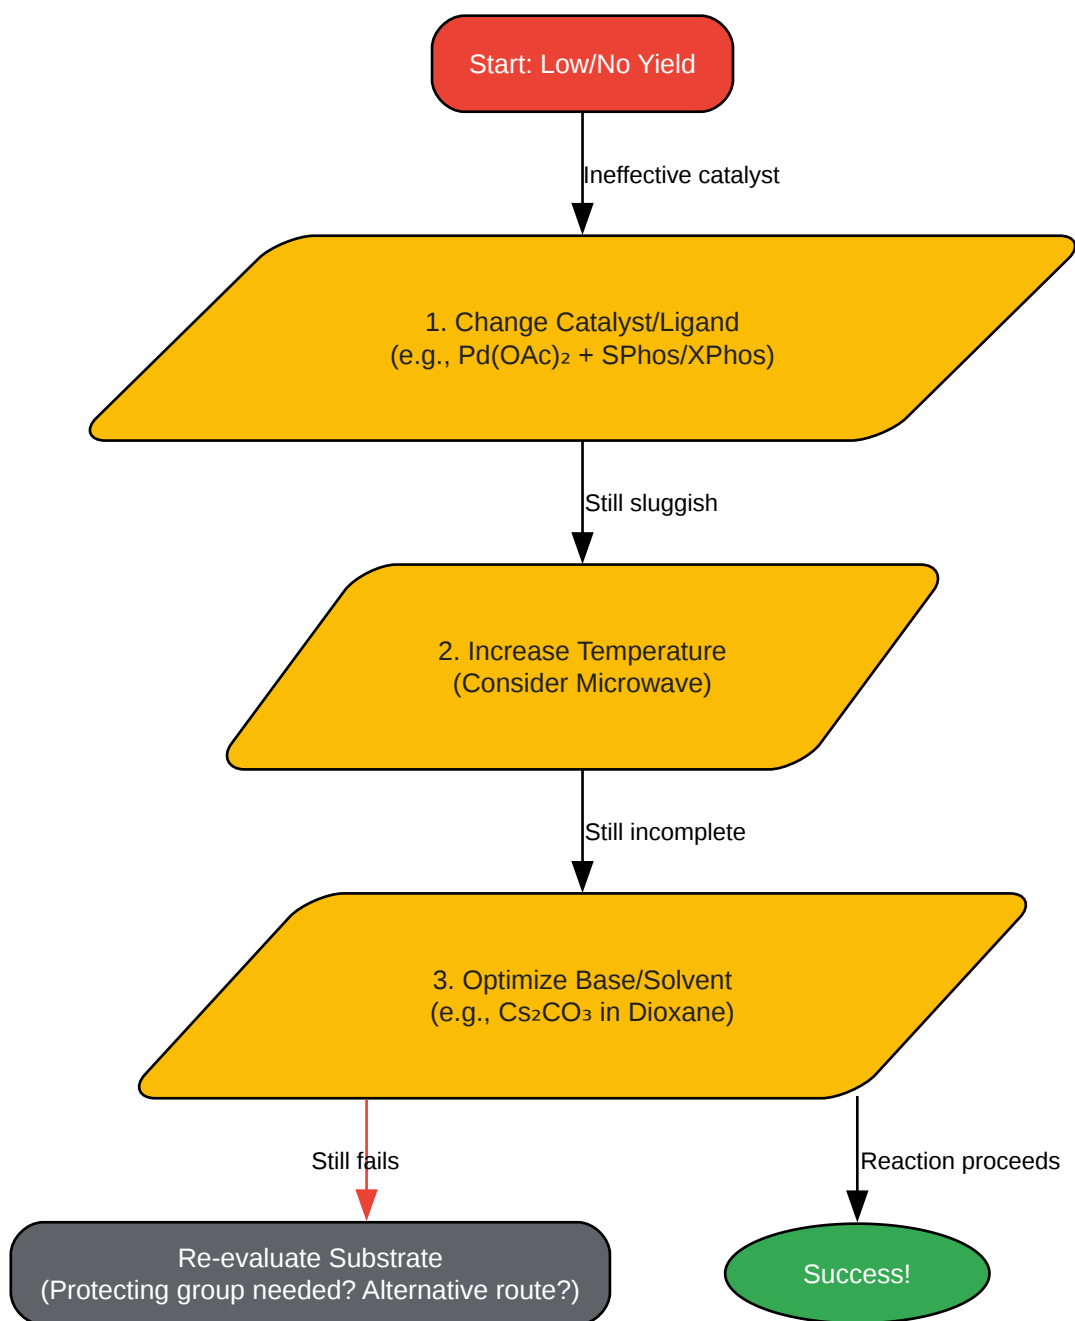 Start: Low/No Yield
Ineffective catalyst
1. Change Catalyst/Ligand
(e.g., Pd(OAc)₂ + SPhos/XPhos)
Still sluggish
2. Increase Temperature
(Consider Microwave)
Still incomplete
3. Optimize Base/Solvent
(e.g., Cs₂CO₃ in Dioxane)
Still fails
Reaction proceeds
Re-evaluate Substrate
(Protecting group needed? Alternative route?)
Success!